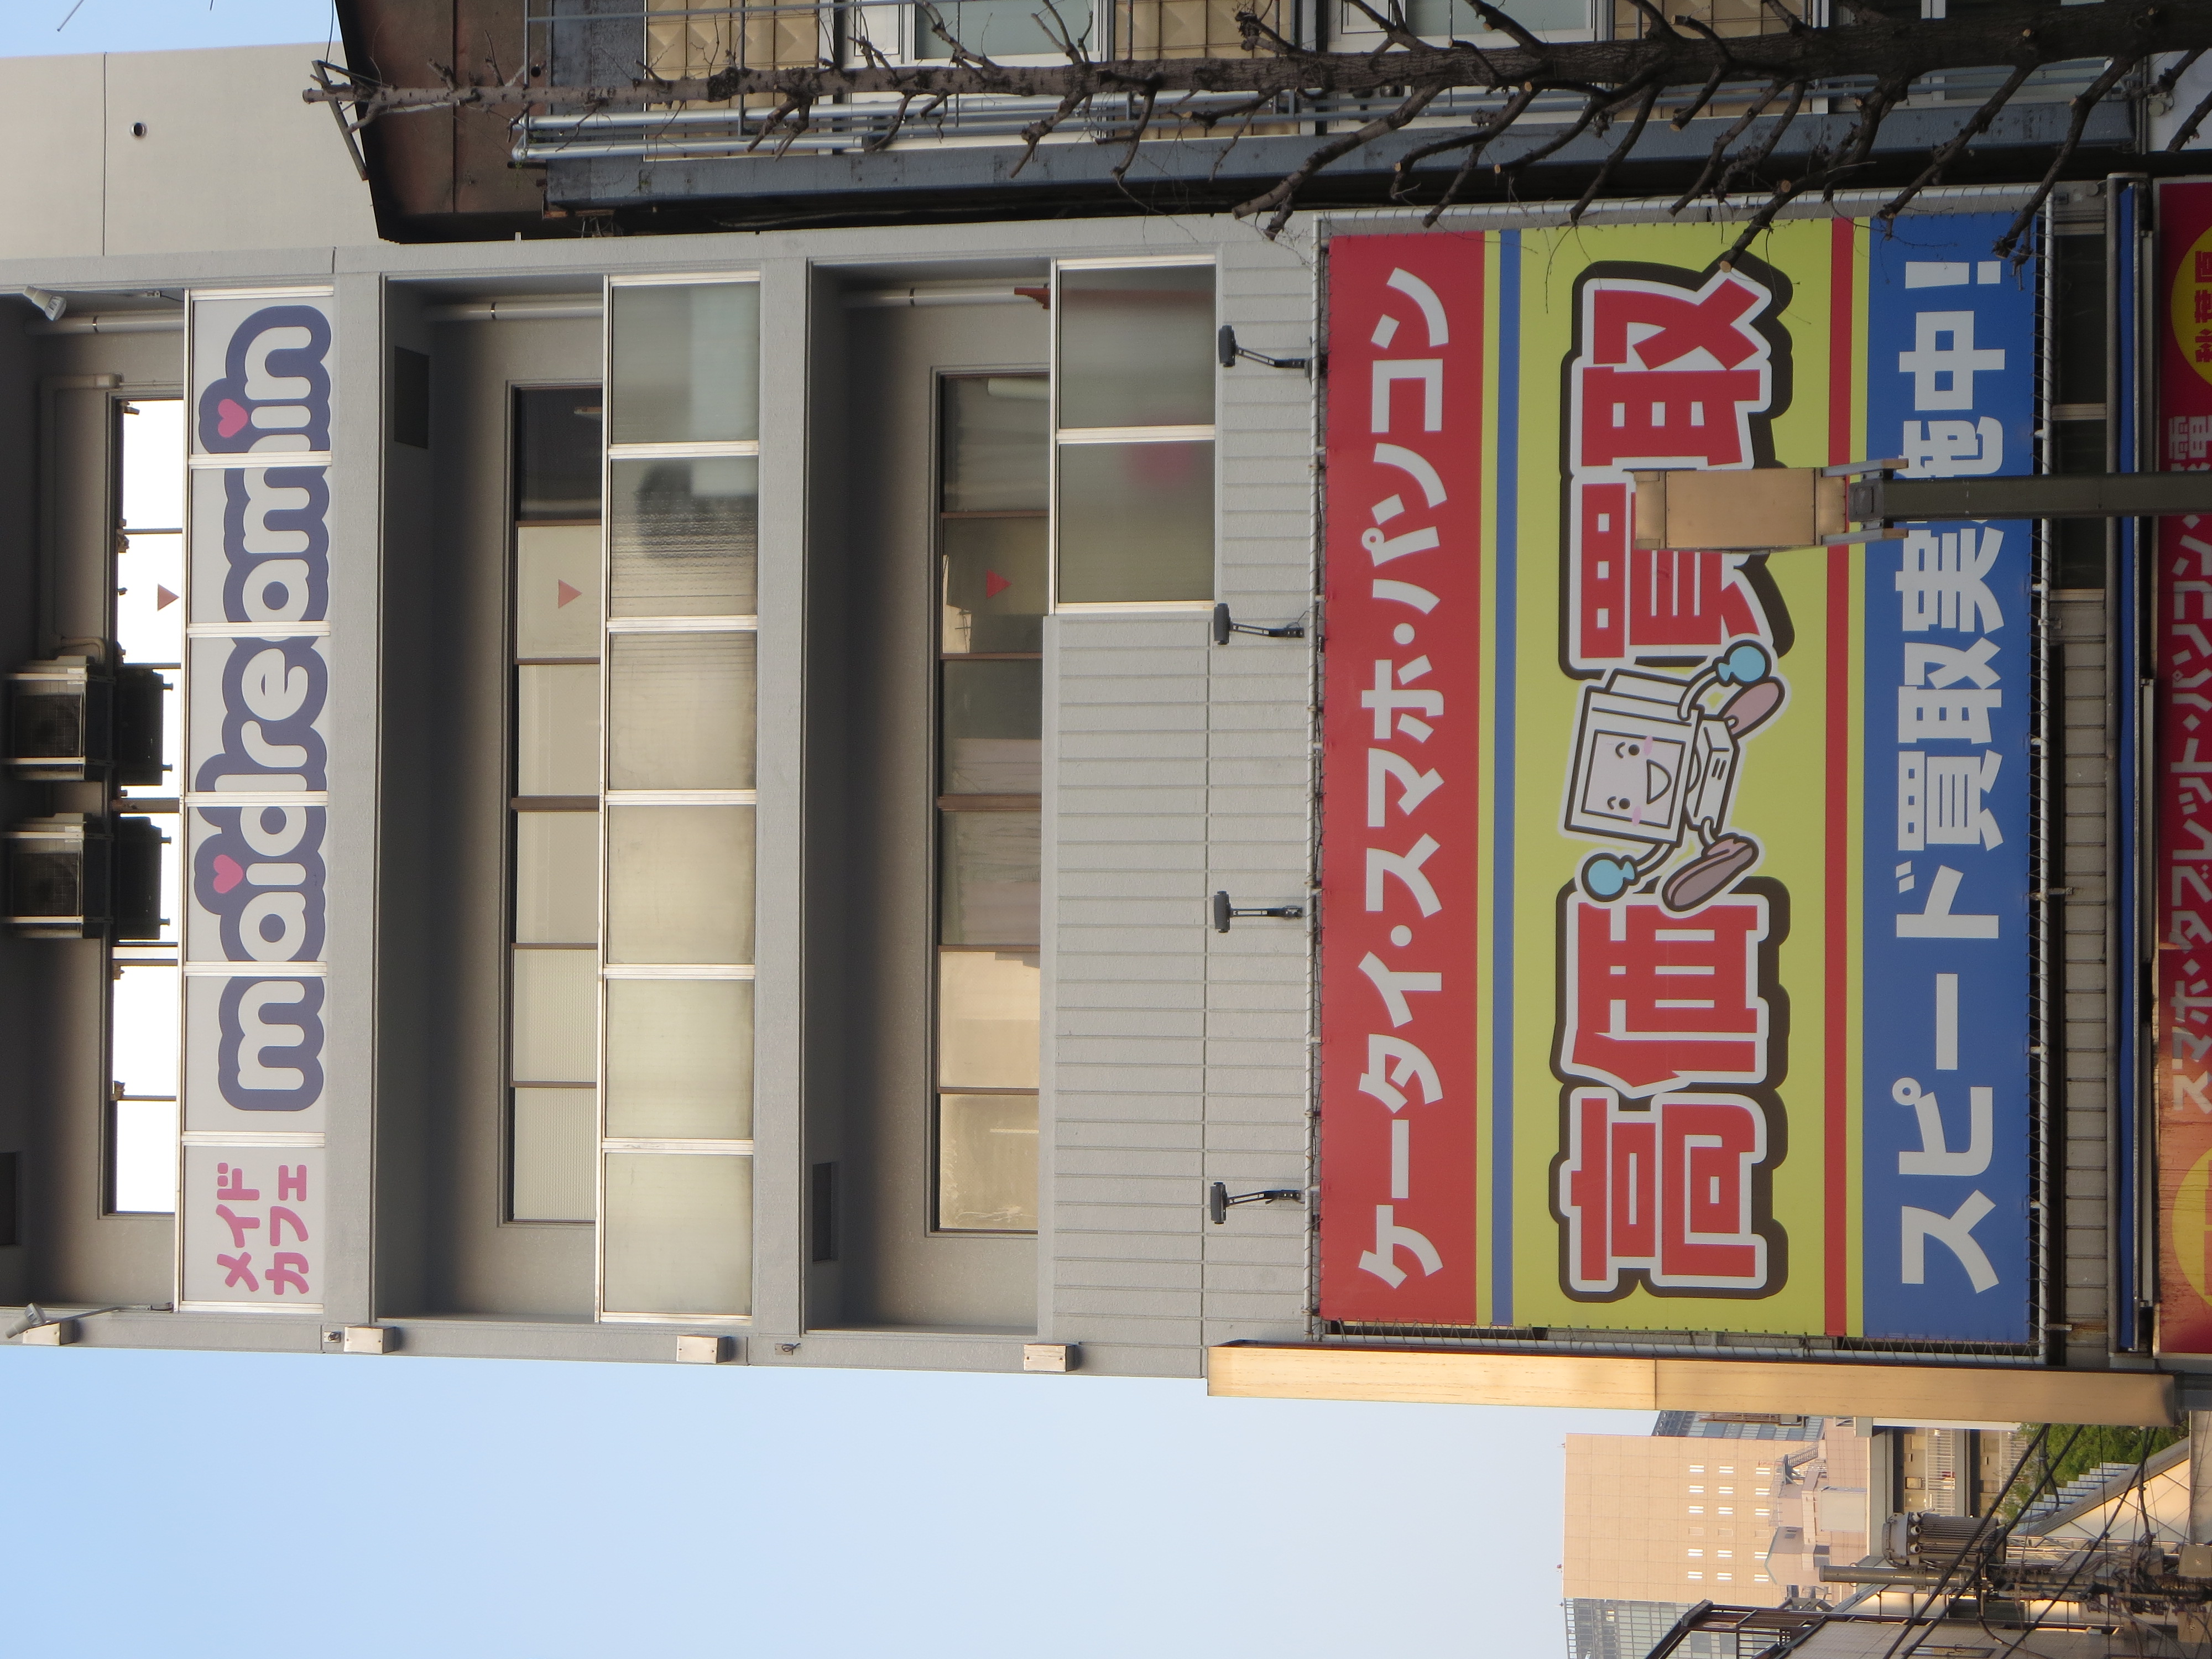 メイド
カフェ
maidreamin
ケータイ・スマホ・パソコン
高価買取
スピード買取実施中!
スマホ・タブレット・パソコン・